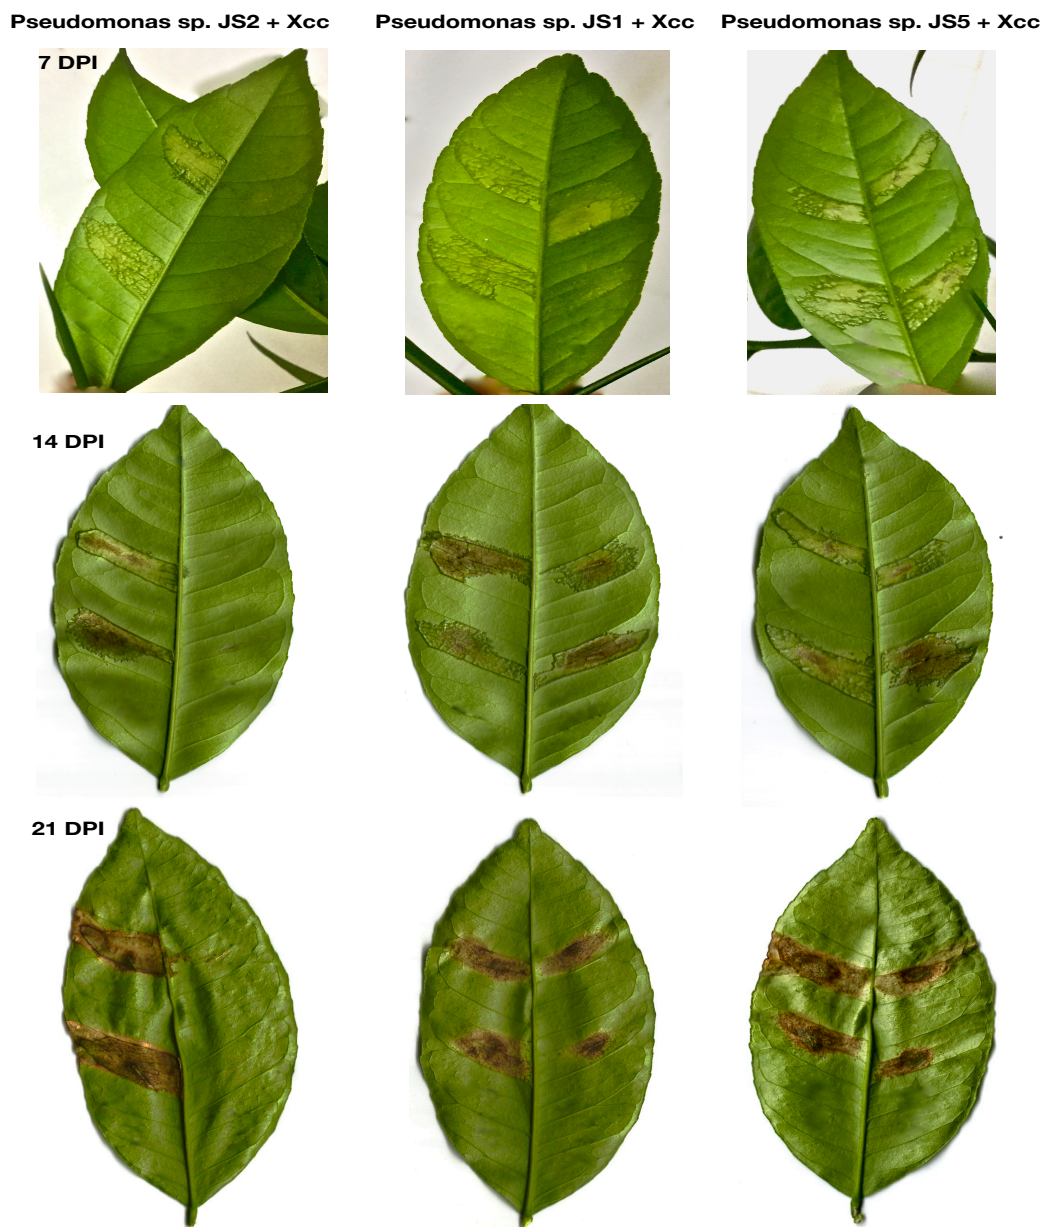 Pseudomonas sp. JS2 + Xcc
Pseudomonas sp. JS1 + Xcc
Pseudomonas sp. JS5 + Xcc
7 DPI
14 DPI
21 DPI